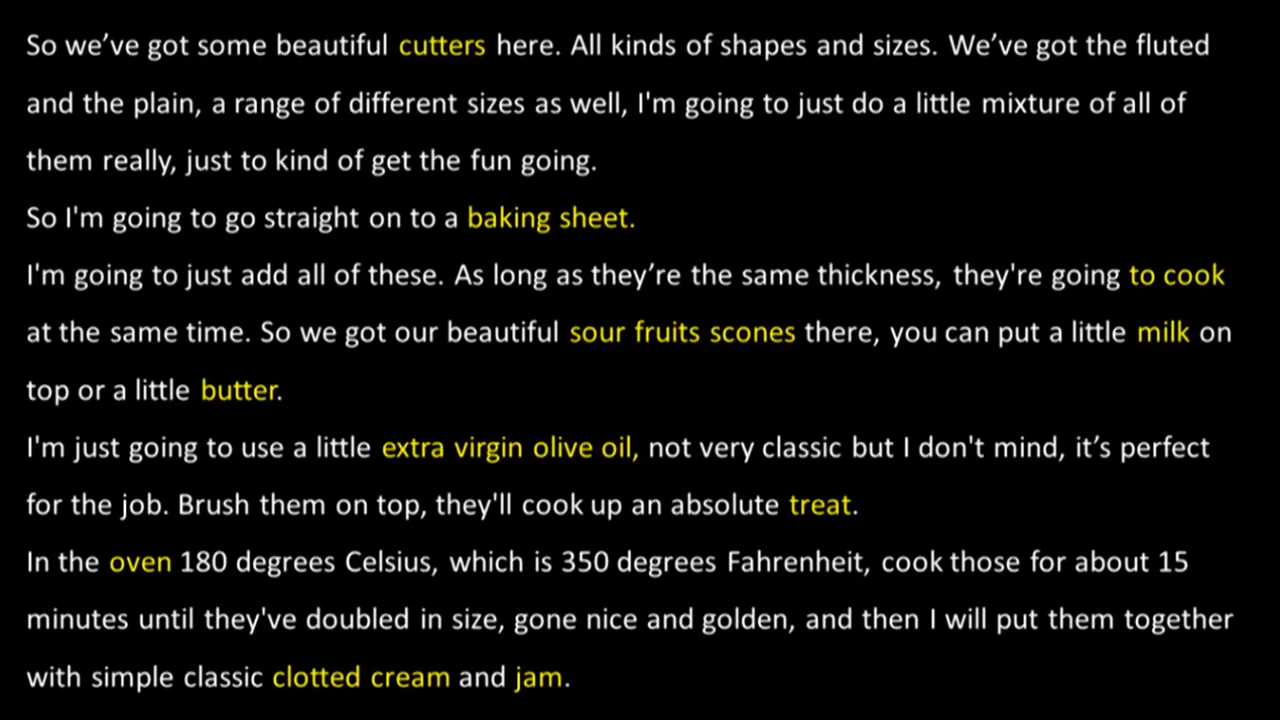 So we’ve got some beautiful cutters here. All kinds of shapes and sizes. We’ve got the fluted
and the plain, a range of different sizes as well, I'm going to just do a little mixture of all of
them really, just to kind of get the fun going.
So I'm going to go straight on to a baking sheet.
I'm going to just add all of these. As long as they’re the same thickness, they're going to cook
at the same time. So we got our beautiful sour fruits scones there, you can put a little milk on
top or a little butter.
I'm just going to use a little extra virgin olive oil, not very classic but I don't mind, it’s perfect
for the job. Brush them on top, they'll cook up an absolute treat.
In the oven 180 degrees Celsius, which is 350 degrees Fahrenheit, cook those for about 15
minutes until they've doubled in size, gone nice and golden, and then I will put them together
with simple classic clotted cream and jam.